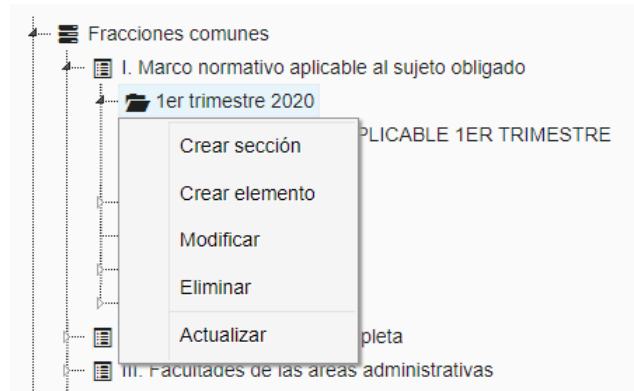 Fracciones comunes
I. Marco normativo aplicable al sujeto obligado
1er trimestre 2020
PLICABLE 1ER TRIMESTRE
Crear sección
Crear elemento
Modificar
Eliminar
Actualizar
pleta
III. Facultades de las áreas administrativas